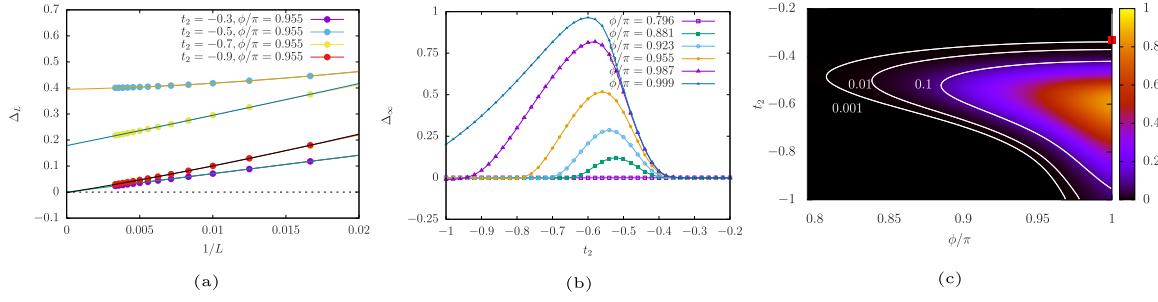 t₂ = −0.3, ϕ/π = 0.955
t₂ = −0.5, ϕ/π = 0.955
t₂ = −0.7, ϕ/π = 0.955
t₂ = −0.9, ϕ/π = 0.955
0.7
0.6
0.5
0.4
0.3
0.2
0.1
0
−0.1
Δ_L
0 0.005 0.01 0.015 0.02
1/L
(a)
ϕ/π = 0.796
ϕ/π = 0.881
ϕ/π = 0.923
ϕ/π = 0.955
ϕ/π = 0.987
ϕ/π = 0.999
1
0.75
0.5
0.25
0
−0.25
Δ_∞
−1 −0.9 −0.8 −0.7 −0.6 −0.5 −0.4 −0.3 −0.2
t₂
(b)
−0.2
−0.4
−0.6
−0.8
−1
t₂
0.01
0.1
0.001
0.8 0.85 0.9 0.95 1
ϕ/π
1
0.8
0.6
0.4
0.2
0
(c)